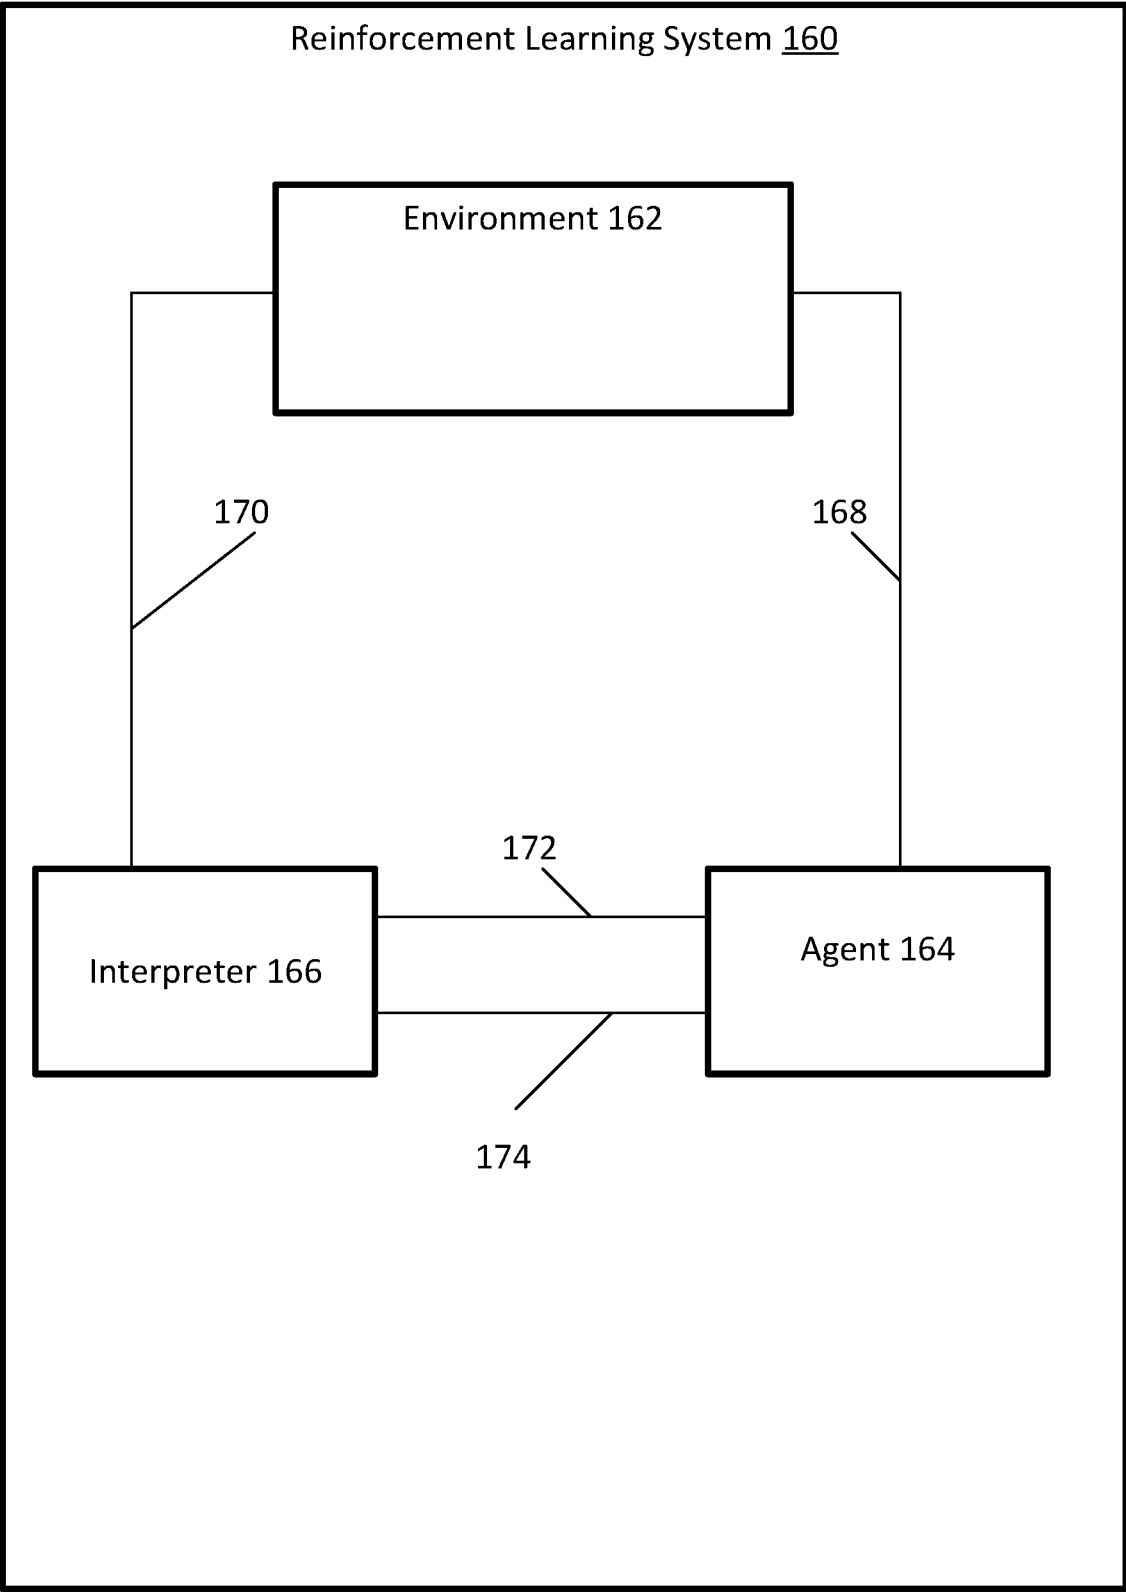 Reinforcement Learning System 160
Environment 162
170
168
172
Interpreter 166
Agent 164
174